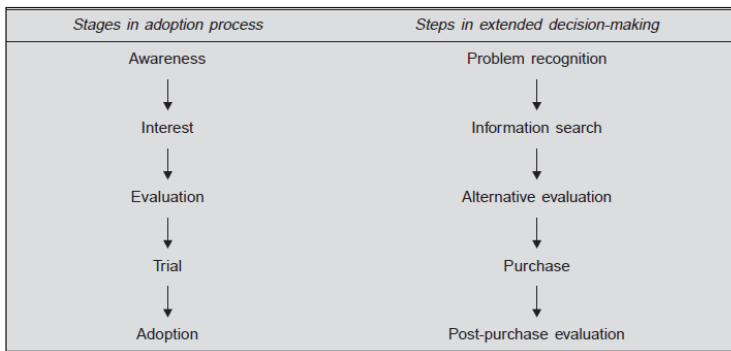 Stages in adoption process Steps in extended decision-making
Awareness Problem recognition
Interest Information search
Evaluation Alternative evaluation
Trial Purchase
Adoption Post-purchase evaluation